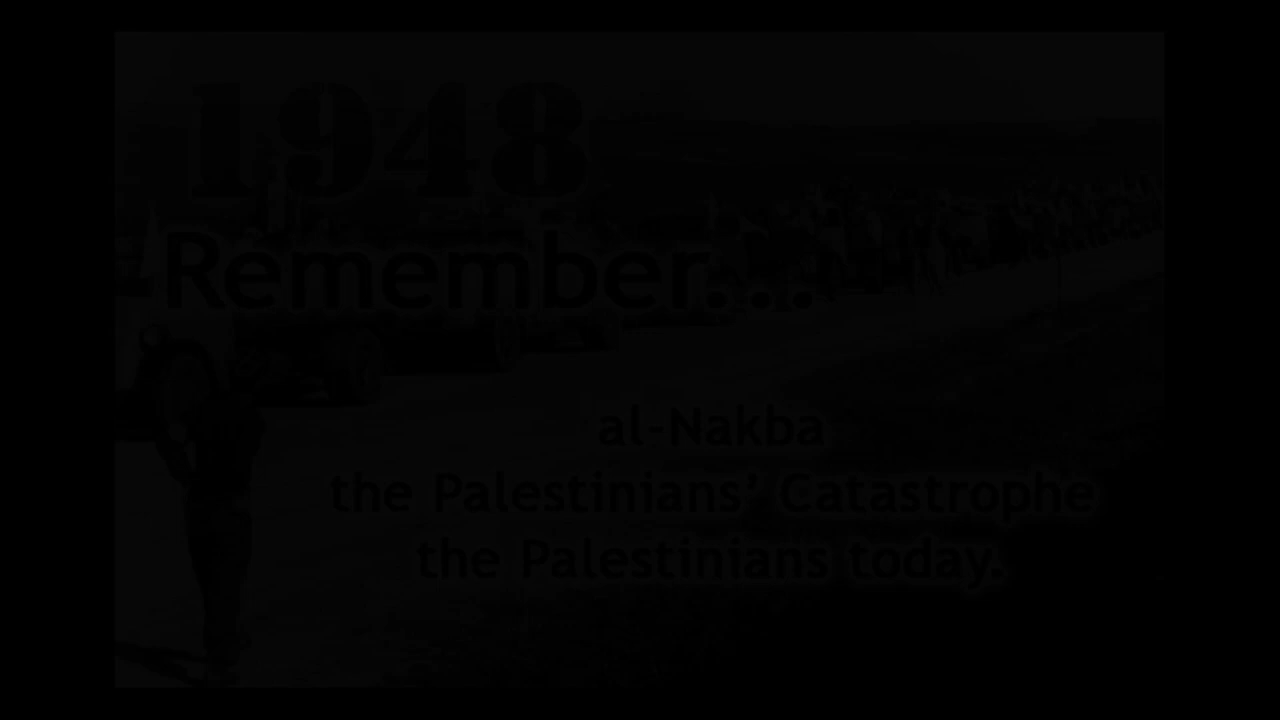 1948
Remember...
al-Nakba
the Palestinians’ Catastrophe
the Palestinians today.